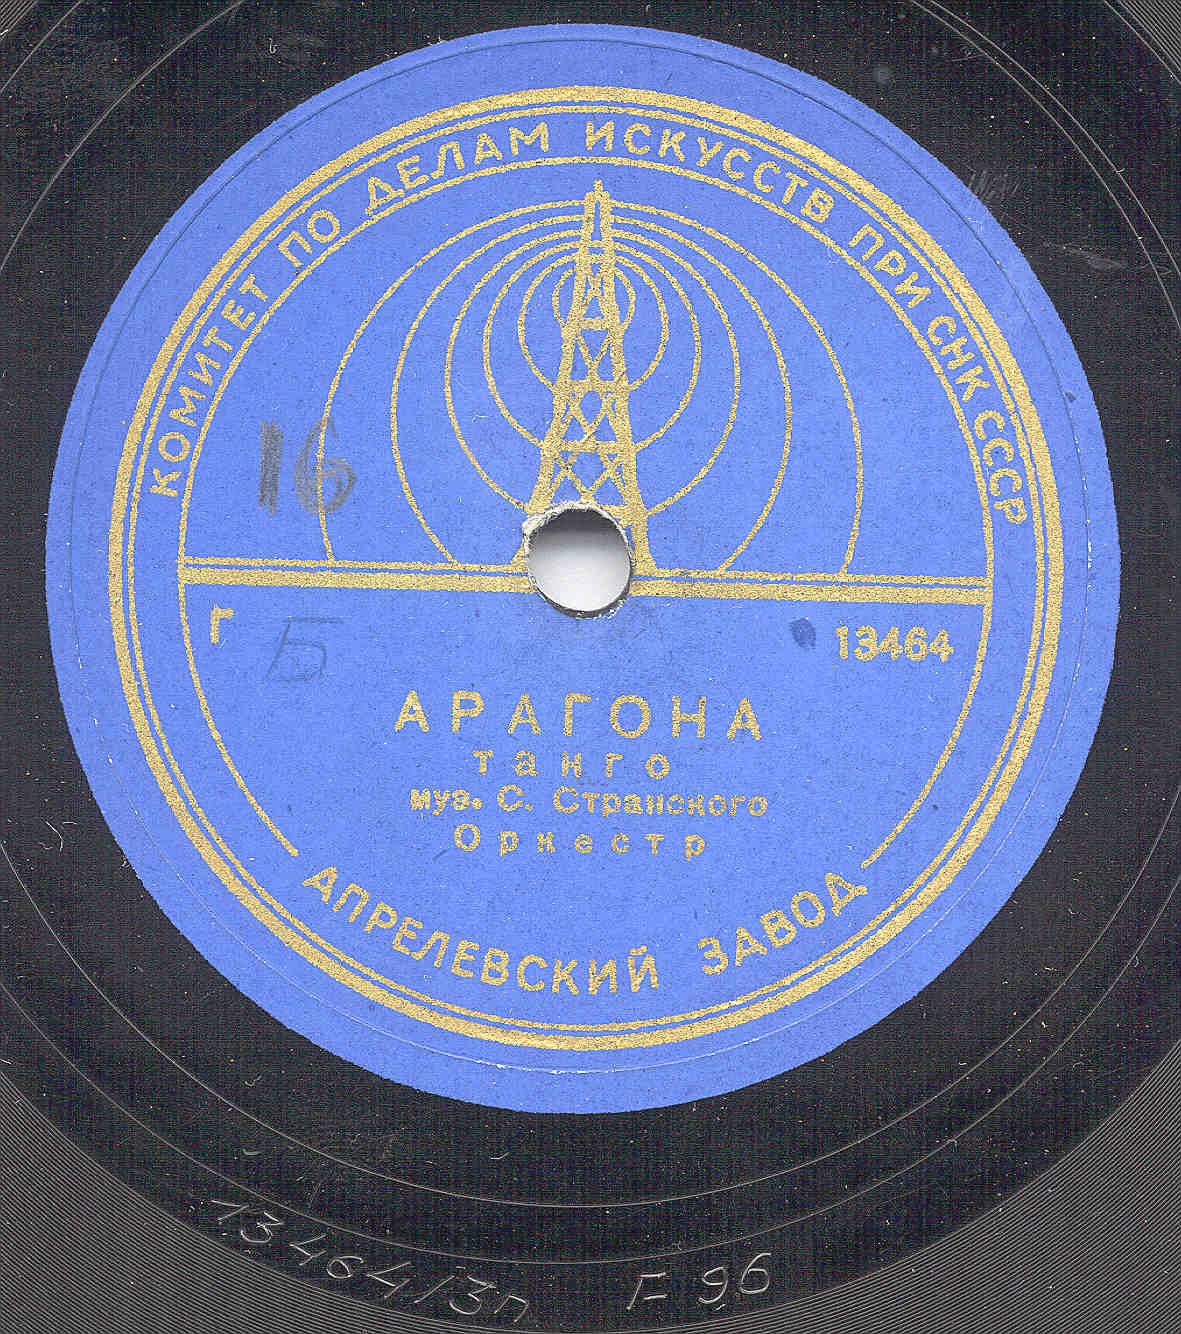 КОМИТЕТ ПО ДЕЛАМ ИСКУССТВ ПРИ СНК СССР
16
Г
Б
13464
АРАГОНА
танго
муз. С. Странского
Оркестр
АПРЕЛЕВСКИЙ ЗАВОД
13464/3п F 96